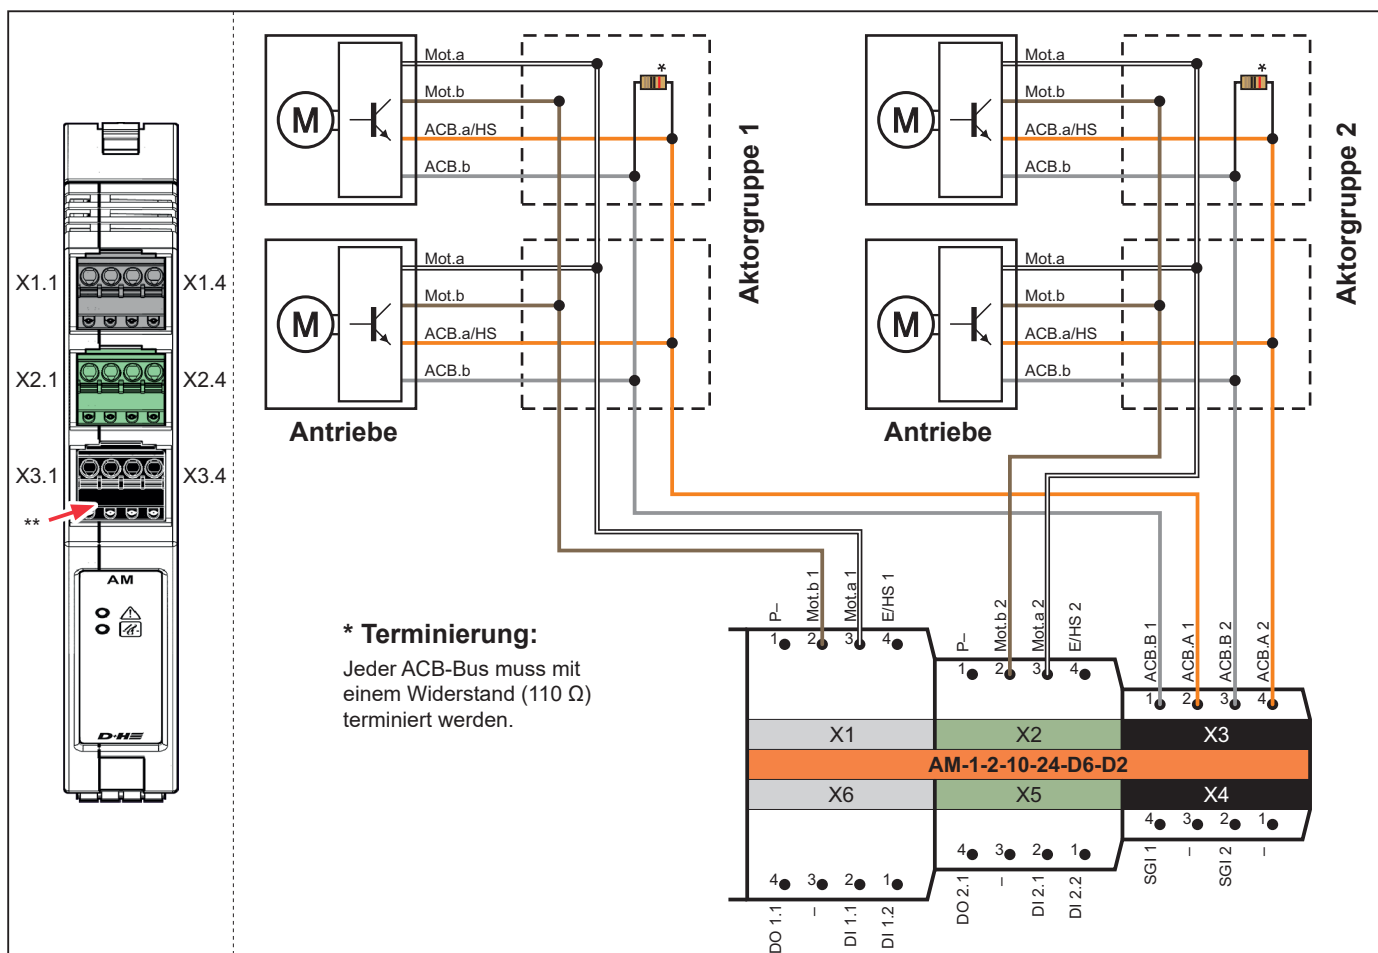 X1.1
X1.4
X2.1
X2.4
X3.1
X3.4
**
AM
D+H
Mot.a
Mot.b
ACB.a/HS
ACB.b
M
*
Aktorgruppe 1
Mot.a
Mot.b
ACB.a/HS
ACB.b
M
Antriebe
Mot.a
Mot.b
ACB.a/HS
ACB.b
M
*
Aktorgruppe 2
Mot.a
Mot.b
ACB.a/HS
ACB.b
M
Antriebe
* Terminierung:
Jeder ACB-Bus muss mit
einem Widerstand (110 Ω)
terminiert werden.
P–
Mot.b 1
Mot.a 1
E/HS 1
1 2 3 4
P–
Mot.b 2
Mot.a 2
E/HS 2
1 2 3 4
ACB.B 1
ACB.A 1
ACB.B 2
ACB.A 2
1 2 3 4
X1 X2 X3
AM-1-2-10-24-D6-D2
X6 X5 X4
4 3 2 1
SGI 1
–
SGI 2
–
4 3 2 1
DO 2.1
–
DI 2.1
DI 2.2
4 3 2 1
DO 1.1
–
DI 1.1
DI 1.2